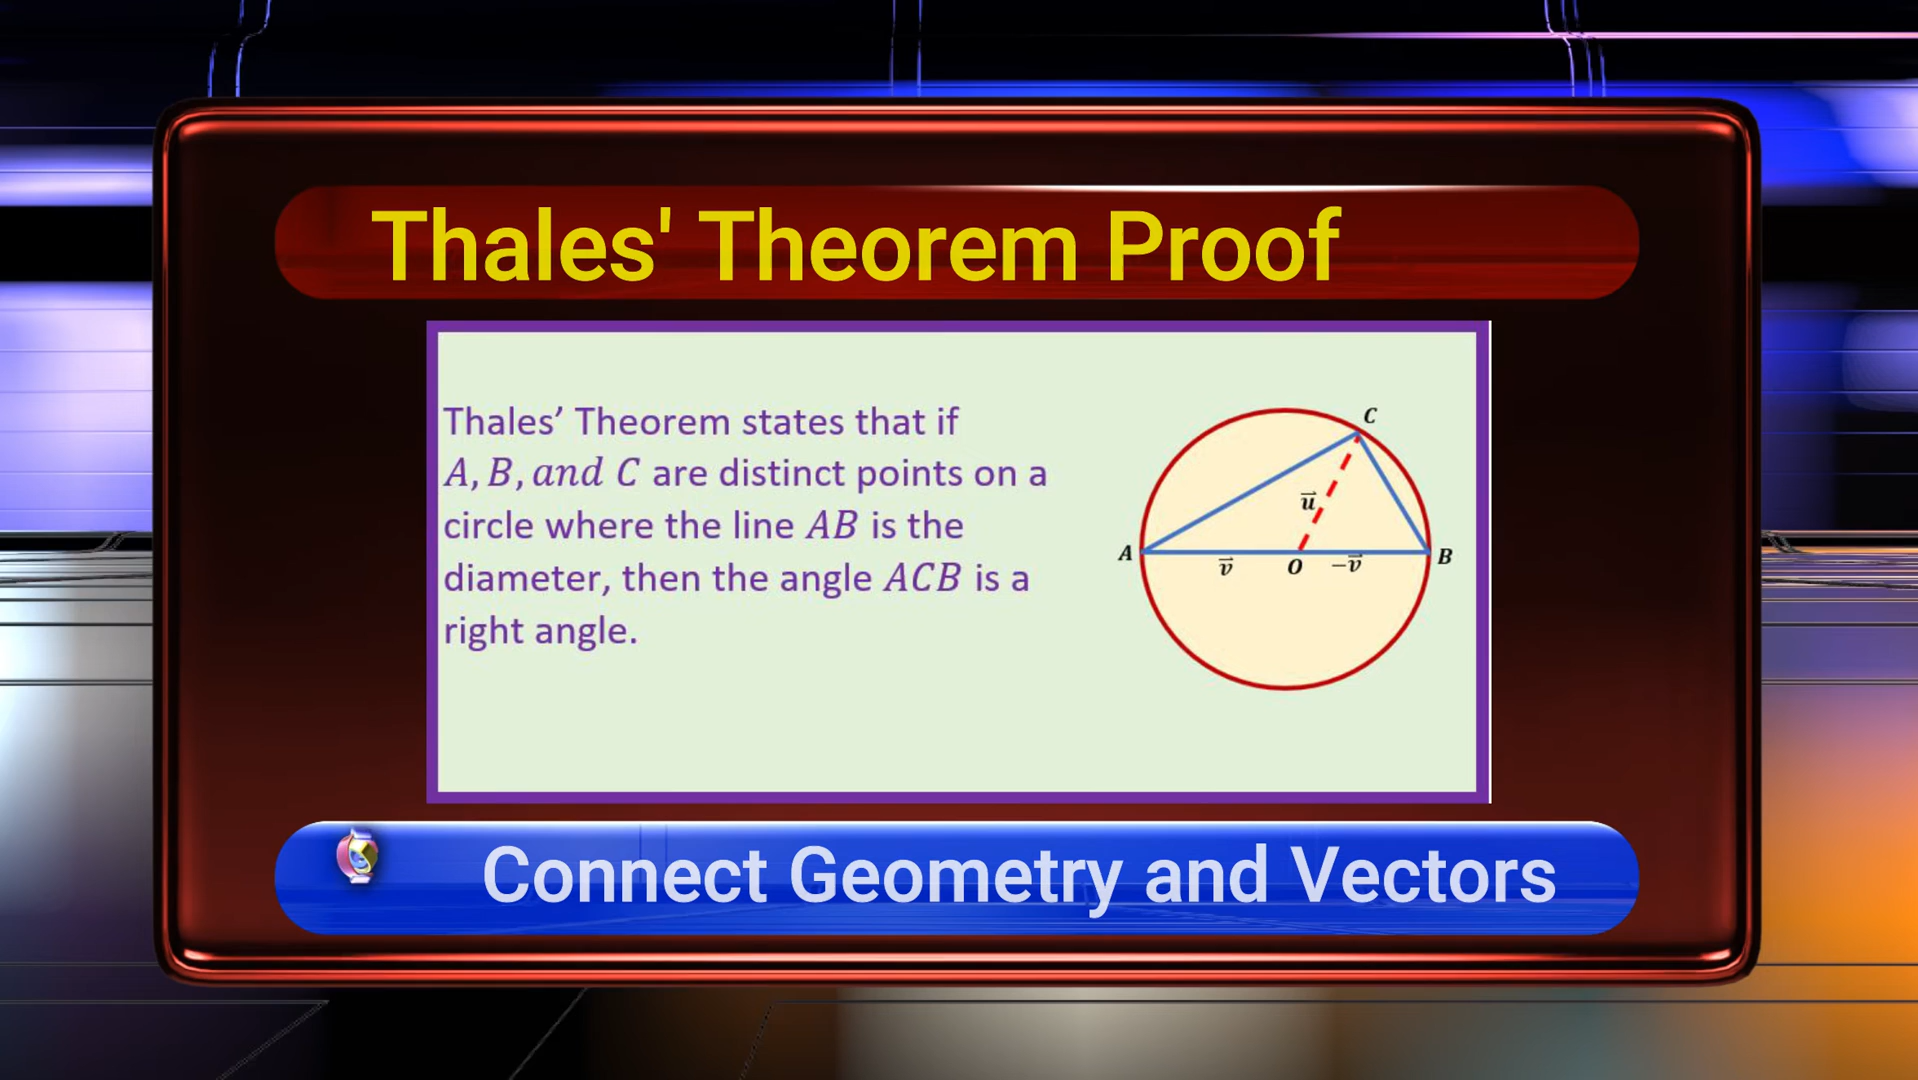 Thales' Theorem Proof
Thales’ Theorem states that if
A, B, and C are distinct points on a
circle where the line AB is the
diameter, then the angle ACB is a
right angle.
C
u⃗
A
B
v⃗
O
−v⃗
Connect Geometry and Vectors